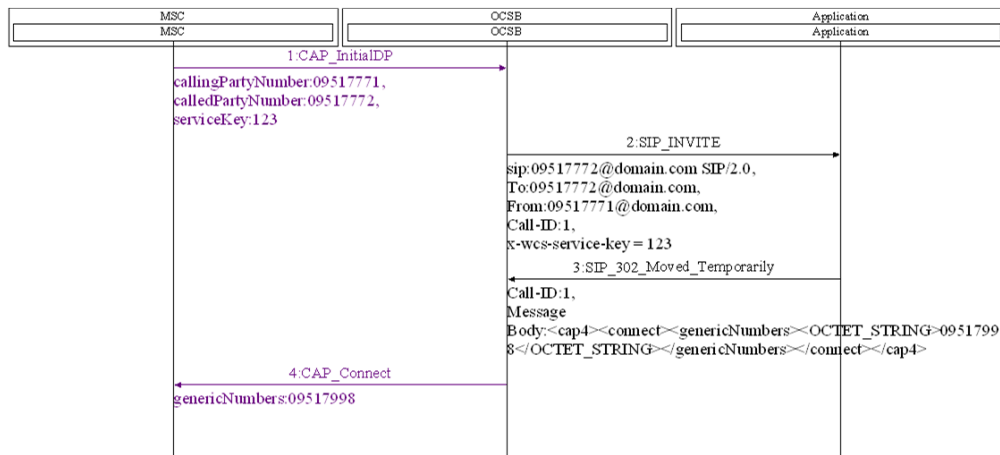 MSC OCSB Application
MSC OCSB Application
1:CAP_InitialDP
callingPartyNumber:09517771,
calledPartyNumber:09517772,
serviceKey:123
2:SIP_INVITE
sip:09517772@domain.com SIP/2.0,
To:09517772@domain.com,
From:09517771@domain.com,
Call-ID:1,
x-wcs-service-key = 123
3:SIP_302_Moved_Temporarily
Call-ID:1,
Message
Body:<cap4><connect><genericNumbers><OCTET_STRING>0951799
8</OCTET_STRING></genericNumbers></connect></cap4>
4:CAP_Connect
genericNumbers:09517998